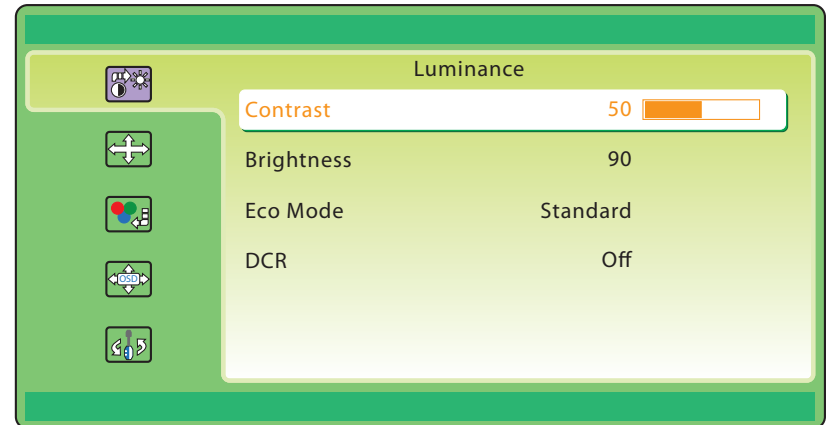 Luminance
Contrast 50
Brightness 90
Eco Mode Standard
DCR Off
OSD